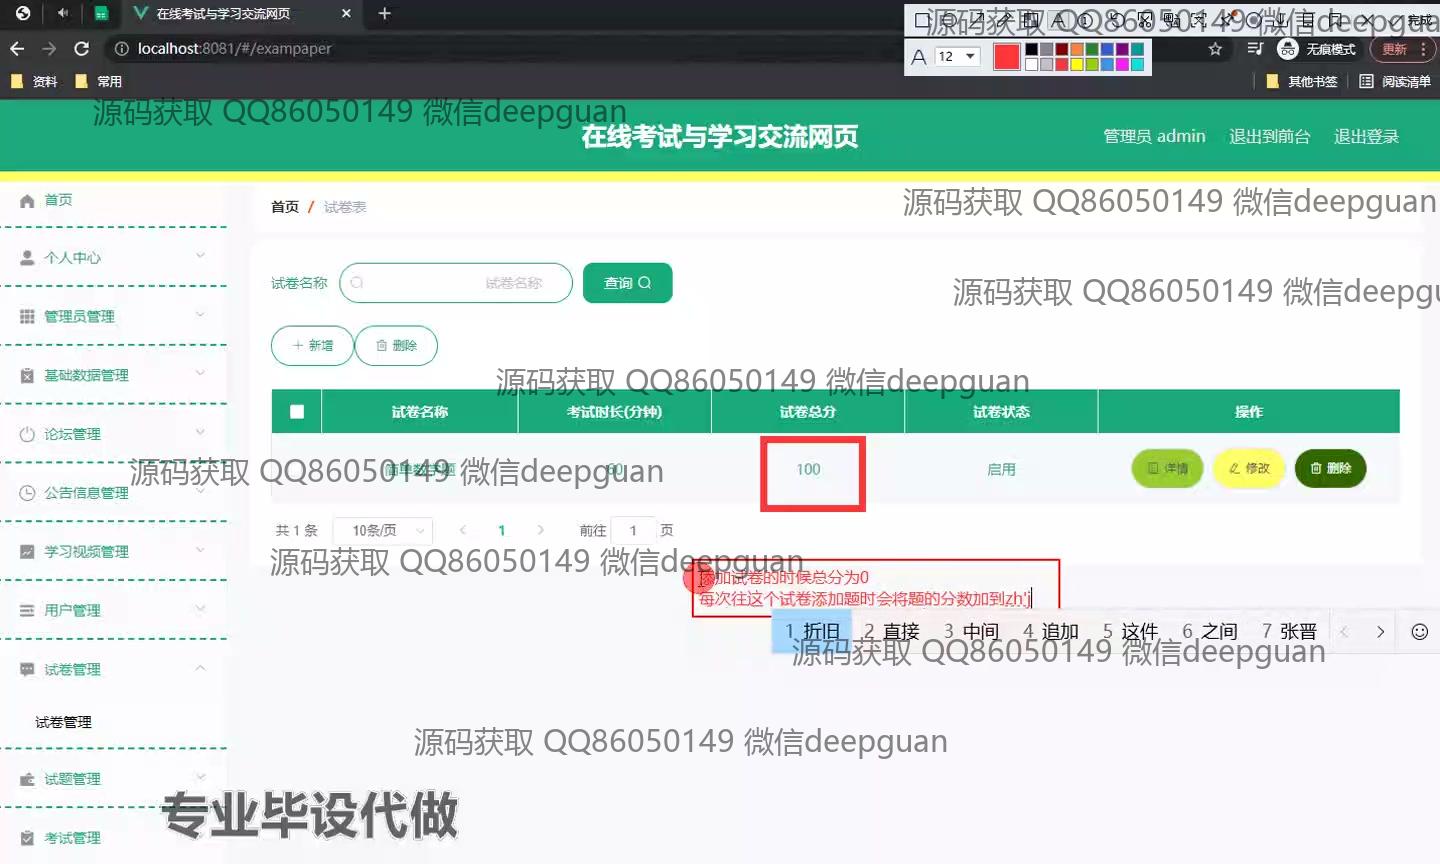 在线考试与学习交流网页
localhost:8081/#/exampaper
A 12
完成
无痕模式
更新
资料
常用
其他书签
阅读清单
源码获取 QQ86050149 微信deepguan
源码获取 QQ86050149 微信deepgua
在线考试与学习交流网页
管理员 admin
退出到前台
退出登录
首页
首页 / 试卷表
源码获取 QQ86050149 微信deepguan
个人中心
试卷名称
试卷名称
查询
源码获取 QQ86050149 微信deepgu
管理员管理
+ 新增
删除
基础数据管理
源码获取 QQ86050149 微信deepguan
试卷名称
考试时长(分钟)
试卷总分
试卷状态
操作
论坛管理
简单数学题
60
100
启用
详情
修改
删除
源码获取 QQ86050149 微信deepguan
公告信息管理
共 1 条
10条/页
1
前往 1 页
学习视频管理
源码获取 QQ86050149 微信deepguan
添加试卷的时候总分为0
每次往这个试卷添加题时会将题的分数加到zh'j
用户管理
1 折旧 2 直接 3 中间 4 追加 5 这件 6 之间 7 张晋
源码获取 QQ86050149 微信deepguan
试卷管理
试卷管理
源码获取 QQ86050149 微信deepguan
试题管理
专业毕设代做
考试管理